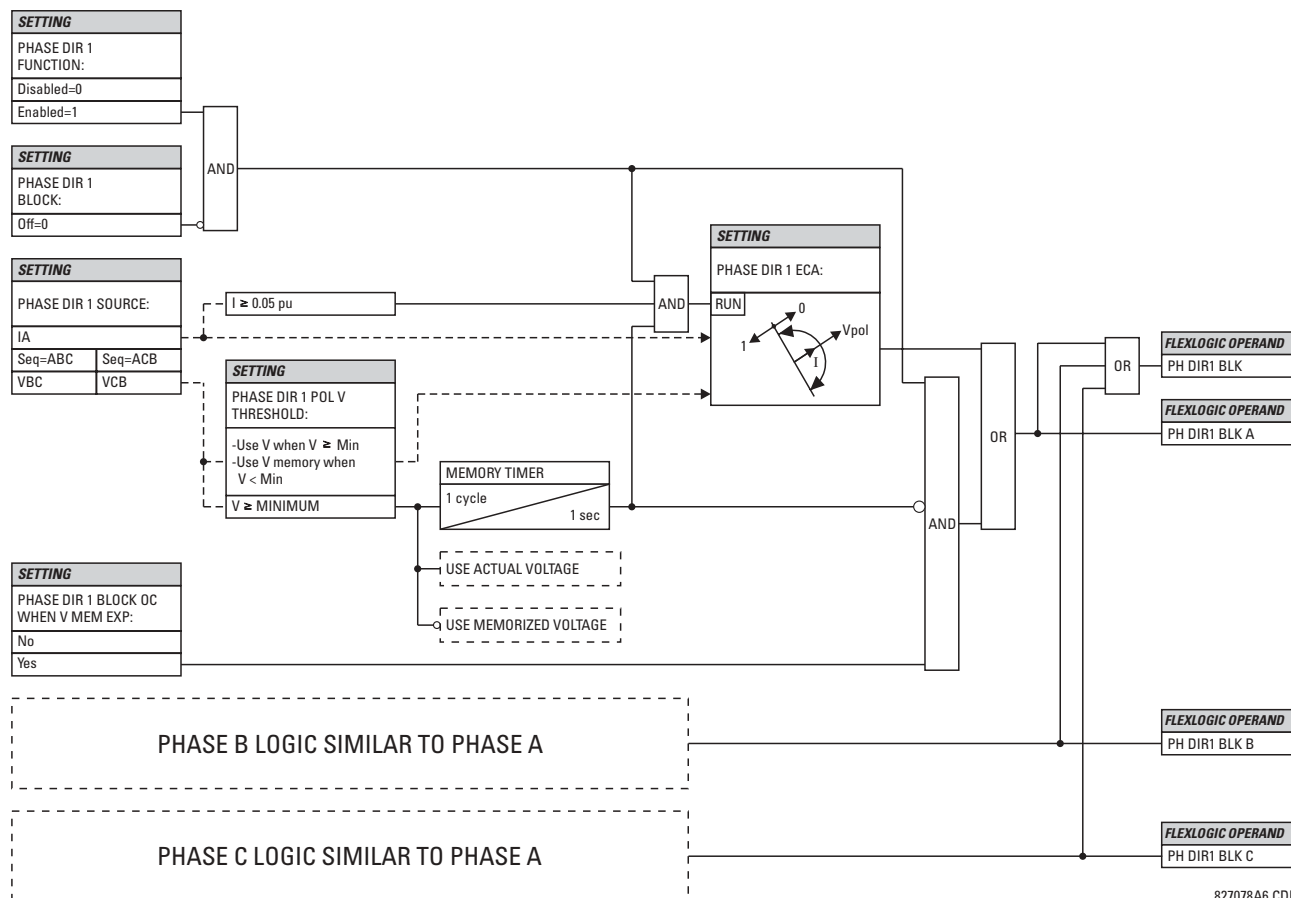 SETTING
PHASE DIR 1
FUNCTION:
Disabled=0
Enabled=1
AND
SETTING
PHASE DIR 1
BLOCK:
Off=0
SETTING
PHASE DIR 1 SOURCE:
IA
Seq=ABC
Seq=ACB
VBC
VCB
I ≥ 0.05 pu
SETTING
PHASE DIR 1 POL V
THRESHOLD:
-Use V when V ≥ Min
-Use V memory when
V < Min
V ≥ MINIMUM
MEMORY TIMER
1 cycle
1 sec
USE ACTUAL VOLTAGE
USE MEMORIZED VOLTAGE
AND
SETTING
PHASE DIR 1 ECA:
RUN
0
1
Vpol
I
SETTING
PHASE DIR 1 BLOCK OC
WHEN V MEM EXP:
No
Yes
AND
OR
OR
FLEXLOGIC OPERAND
PH DIR1 BLK
FLEXLOGIC OPERAND
PH DIR1 BLK A
PHASE B LOGIC SIMILAR TO PHASE A
FLEXLOGIC OPERAND
PH DIR1 BLK B
PHASE C LOGIC SIMILAR TO PHASE A
FLEXLOGIC OPERAND
PH DIR1 BLK C